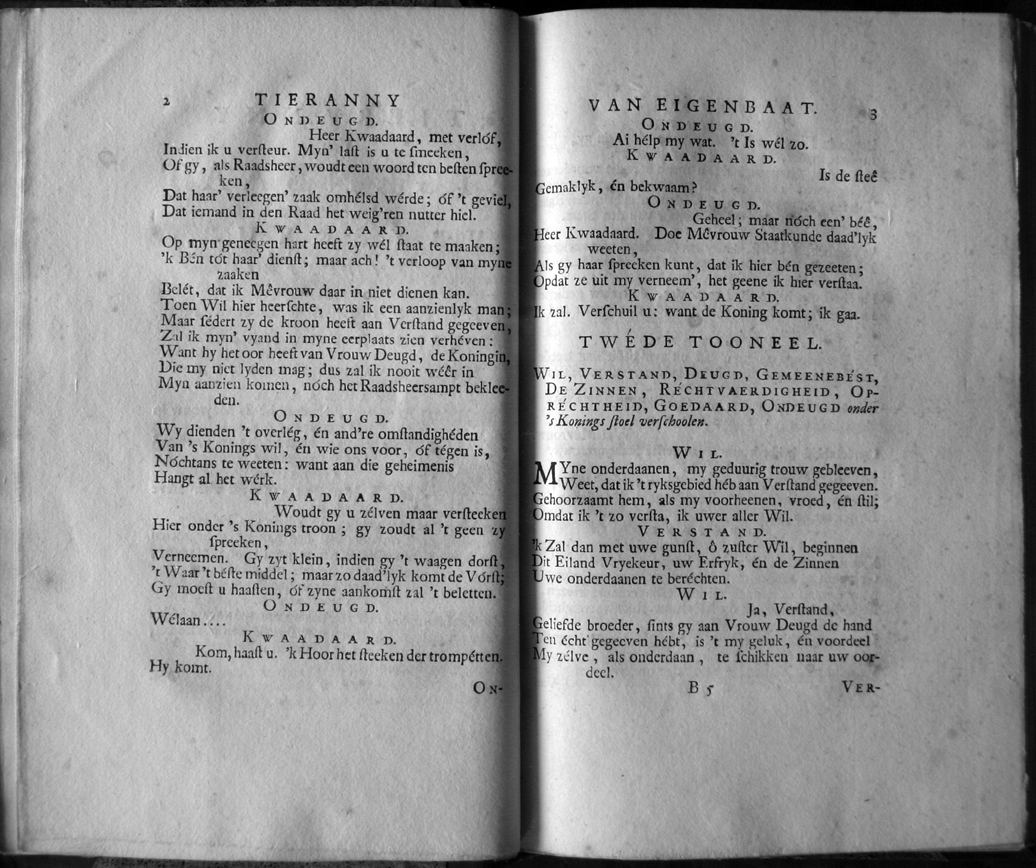 2 TIERANNY
ONDEUGD.
Heer Kwaadaard, met verlóf,
Indien ik u verſteur. Myn' laſt is u te ſmeeken,
Of gy, als Raadsheer, woudt een woord ten beſten ſpree-
ken,
Dat haar' verleegen' zaak omhélsd wérde; óf 't geviel,
Dat iemand in den Raad het weig'ren nutter hiel.
KWAADAARD.
Op myn geneegen hart heeft zy wél ſtaat te maaken;
'k Bén tót haar' dienſt; maar ach! 't verloop van myne
zaaken
Belét, dat ik Mêvrouw daar in niet dienen kan.
Toen Wil hier heerſchte, was ik een aanzienlyk man;
Maar ſédert zy de kroon heeft aan Verſtand gegeeven,
Zal ik myn' vyand in myne eerplaats zien verhéven:
Want hy het oor heeft van Vrouw Deugd, de Koningin,
Die my niet lyden mag; dus zal ik nooit wéêr in
Myn aanzien komen, nóch het Raadsheersampt beklee-
den.
ONDEUGD.
Wy dienden 't overlég, én and're omſtandighéden
Van 's Konings wil, én wie ons voor, óf tégen is,
Nóchtans te weeten: want aan die geheimenis
Hangt al het wérk.
KWAADAARD.
Woudt gy u zélven maar verſteeken
Hier onder 's Konings troon; gy zoudt al 't geen zy
ſpreeken,
Verneemen. Gy zyt klein, indien gy 't waagen dorſt,
't Waar 't béſte middel; maar zo daad'lyk komt de Vórſt;
Gy moeſt u haaſten, óf zyne aankomſt zal 't beletten.
ONDEUGD.
Wélaan....
KWAADAARD.
Kom, haaſt u. 'k Hoor het ſteeken der trompétten.
Hy komt.
ON-
VAN EIGENBAAT. 3
ONDEUGD.
Ai hélp my wat. 't Is wél zo.
KWAADAARD.
Is de ſteê
Gemaklyk, én bekwaam?
ONDEUGD.
Geheel; maar nóch een' béê,
Heer Kwaadaard. Doe Mêvrouw Staatkunde daad'lyk
weeten,
Als gy haar ſpreeken kunt, dat ik hier bén gezeeten;
Opdat ze uit my verneem', het geene ik hier verſtaa.
KWAADAARD.
Ik zal. Verſchuil u: want de Koning komt; ik gaa.
TWÉDE TOONEEL.
WIL, VERSTAND, DEUGD, GEMEENEBÉST,
DE ZINNEN, RÉCHTVAERDIGHEID, OP-
RÉCHTHEID, GOEDAARD, ONDEUGD onder
's Konings ſtoel verſchoolen.
WIL.
MYne onderdaanen, my geduurig trouw gebleeven,
Weet, dat ik 't ryksgebied héb aan Verſtand gegeeven.
Gehoorzaamt hem, als my voorheenen, vroed, én ſtil;
Omdat ik 't zo verſta, ik uwer aller Wil.
VERSTAND.
'k Zal dan met uwe gunſt, ô zuſter Wil, beginnen
Dit Eiland Vryekeur, uw Erfryk, én de Zinnen
Uwe onderdaanen te beréchten.
WIL.
Ja, Verſtand,
Geliefde broeder, ſints gy aan Vrouw Deugd de hand
Ten écht gegeeven hébt, is 't my geluk, én voordeel
My zélve, als onderdaan, te ſchikken naar uw oor-
deel.
B 5 VER-